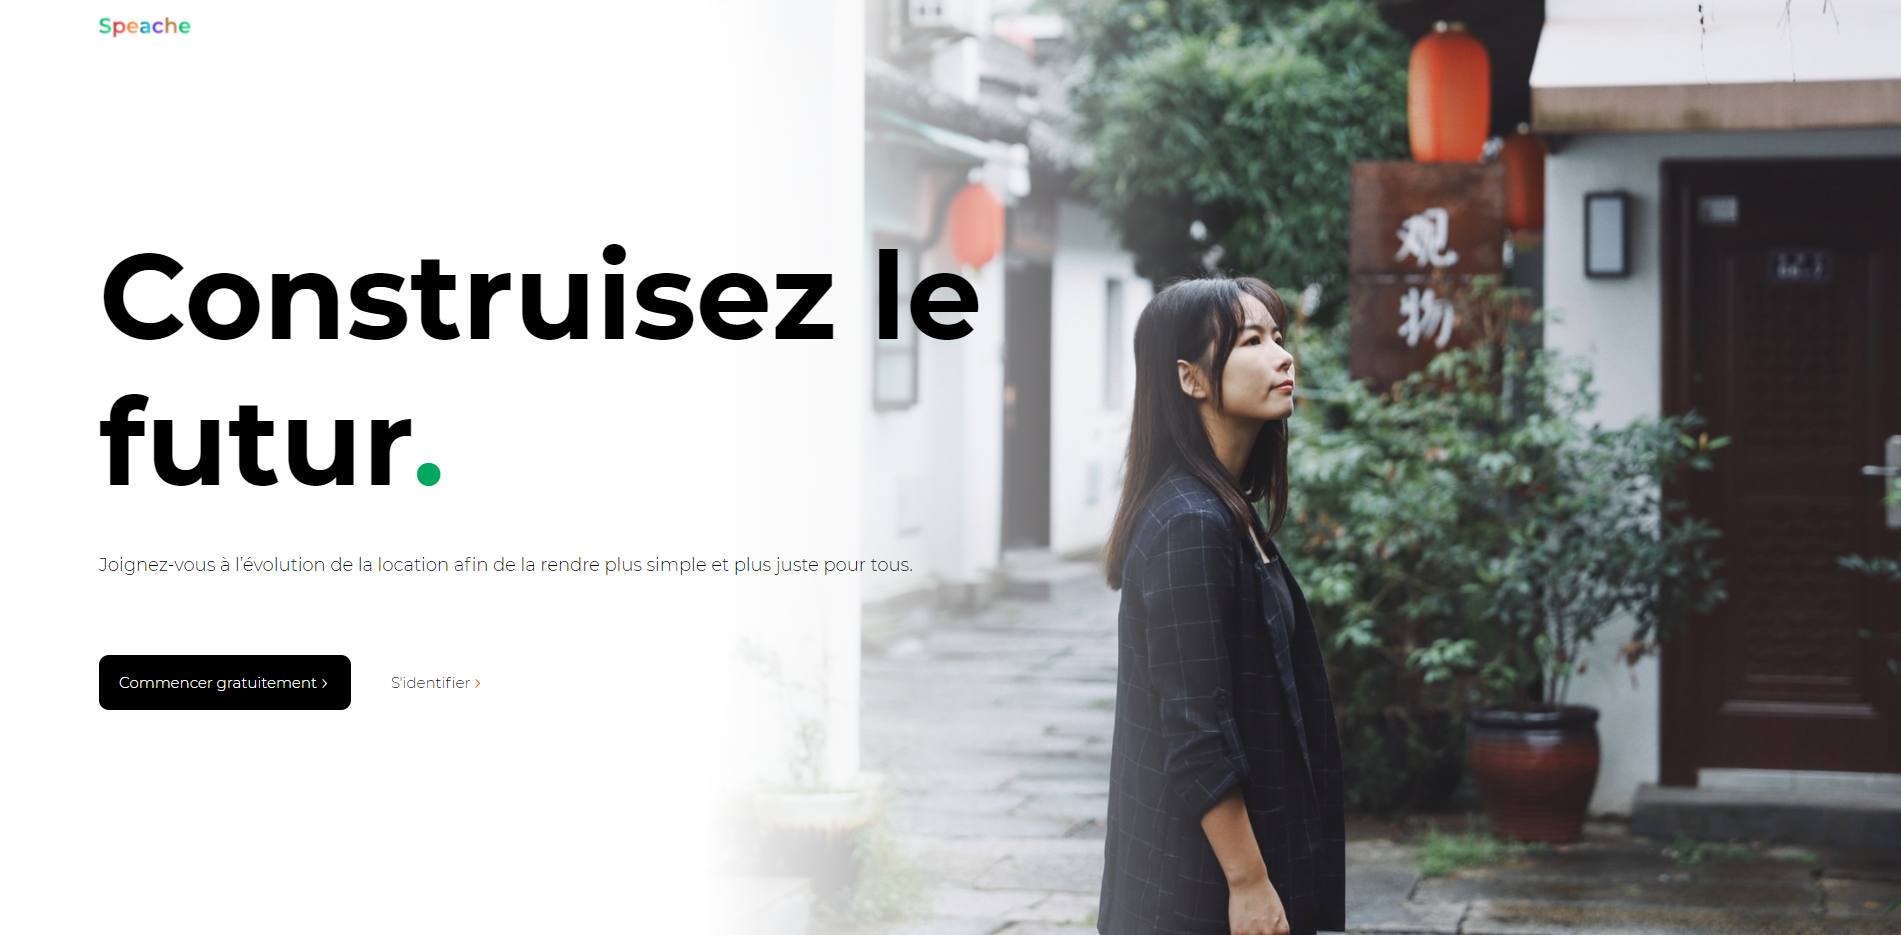 Speache
Construisez le
futur.
Joignez-vous à l'évolution de la location afin de la rendre plus simple et plus juste pour tous.
Commencer gratuitement >
S'identifier >
观
物